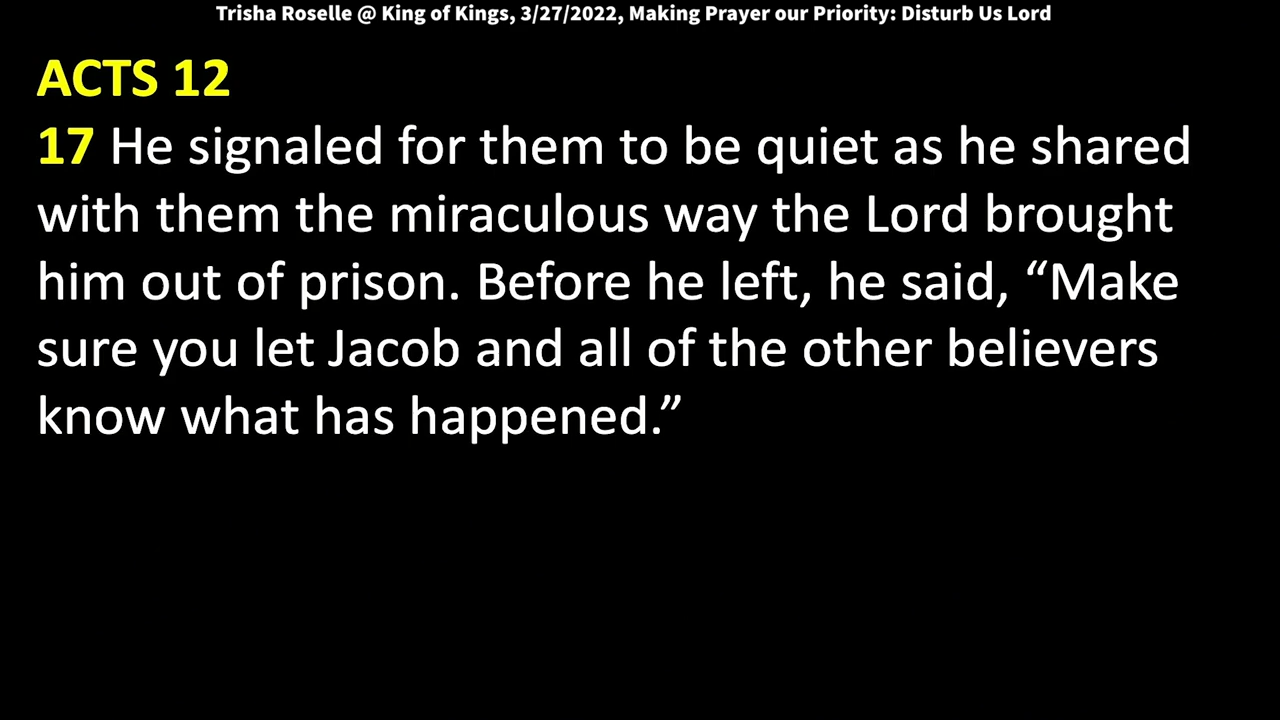 Trisha Roselle @ King of Kings, 3/27/2022, Making Prayer our Priority: Disturb Us Lord
ACTS 12
17 He signaled for them to be quiet as he shared
with them the miraculous way the Lord brought
him out of prison. Before he left, he said, “Make
sure you let Jacob and all of the other believers
know what has happened.”